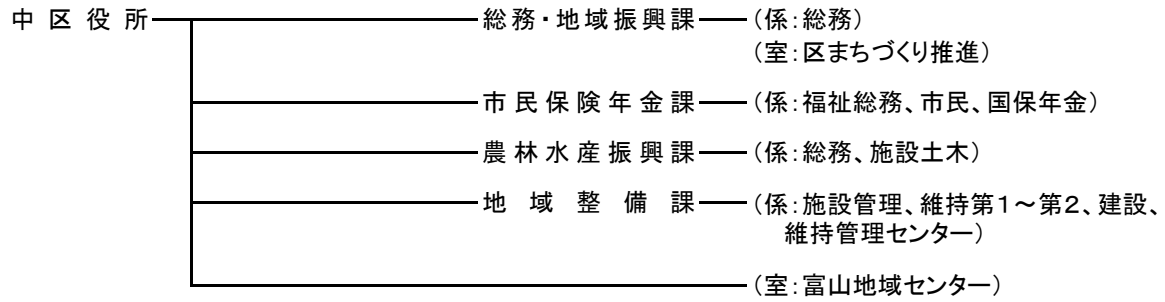 中区役所 総務・地域振興課 (係:総務)
(室:区まちづくり推進)
市民保険年金課 (係:福祉総務、市民、国保年金)
農林水産振興課 (係:総務、施設土木)
地域整備課 (係:施設管理、維持第1~第2、建設、
維持管理センター)
(室:富山地域センター)